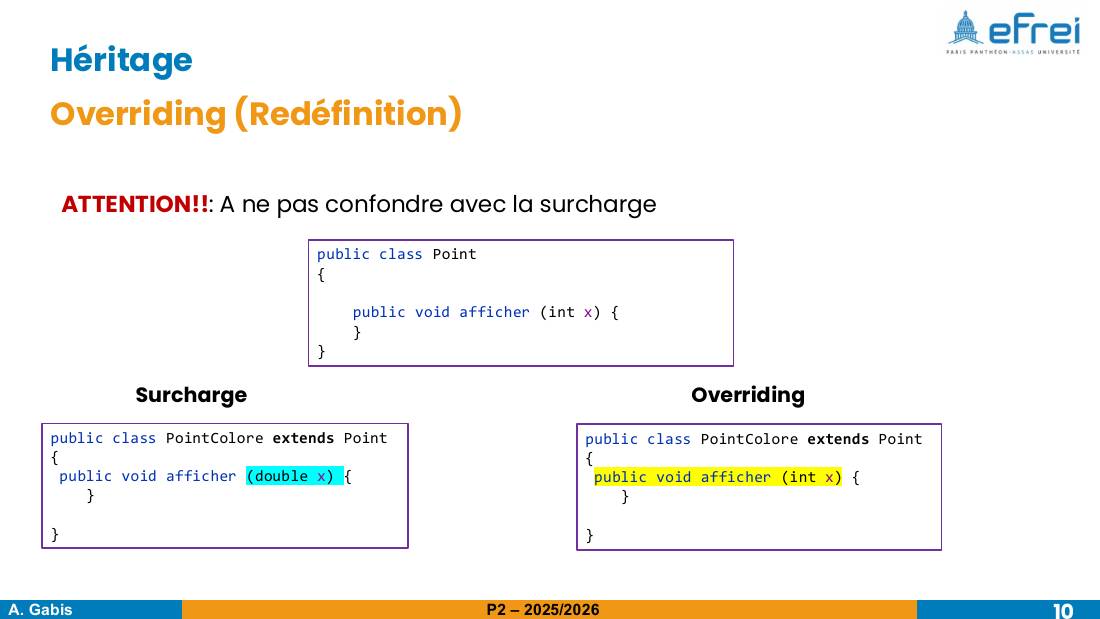 efrei
PARIS PANTHÉON-ASSAS UNIVERSITÉ
Héritage
Overriding (Redéfinition)
ATTENTION!!: A ne pas confondre avec la surcharge
public class Point
{
public void afficher (int x) {
}
}
Surcharge
public class PointColore extends Point
{
public void afficher (double x) {
}
}
Overriding
public class PointColore extends Point
{
public void afficher (int x) {
}
}
A. Gabis
P2 – 2025/2026
10